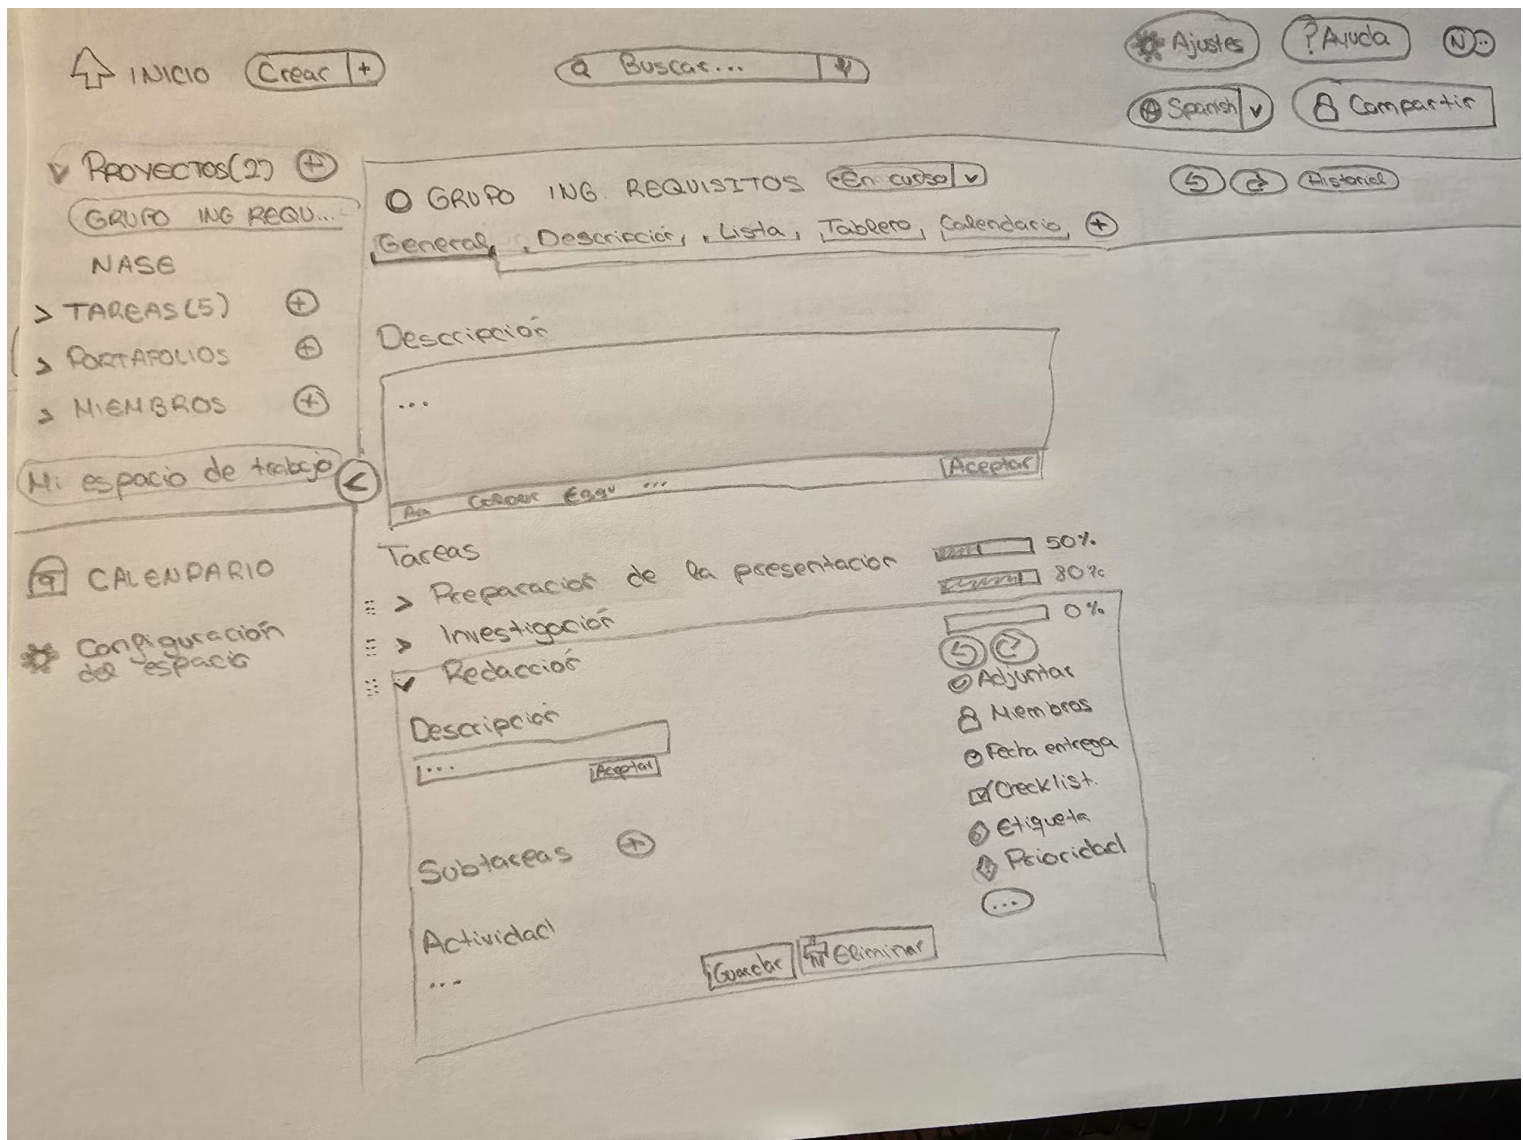 INICIO Crear + Buscar... Ajustes ? Ayuda N
Spanish Compartir
PROYECTOS(2) +
GRUPO ING REQU...
NASE
> TAREAS(5) +
> PORTAFOLIOS +
> MIEMBROS +
Mi espacio de trabajo <
CALENDARIO
Configuración
del espacio
GRUPO ING. REQUISITOS En curso Historial
General, Descripción, Lista, Tablero, Calendario, +
Descripción
...
Aa ...
Aceptar
Tareas
> Preparación de la presentación 50%
> Investigación 80%
Redacción 0%
Descripción
...
Aceptar
Subtareas +
Actividad
...
Adjuntar
Miembros
Fecha entrega
Checklist.
Etiqueta
Prioridad
...
Guardar Eliminar